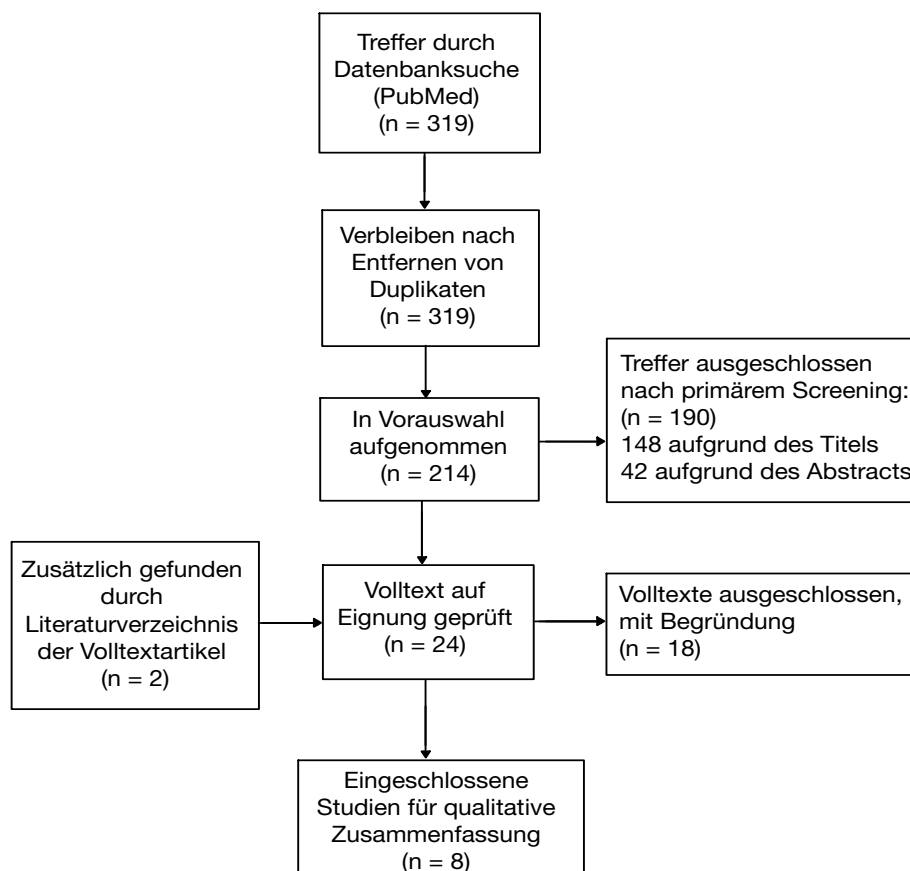 Treffer durch
Datenbanksuche
(PubMed)
(n = 319)
Verbleiben nach
Entfernen von
Duplikaten
(n = 319)
In Vorauswahl
aufgenommen
(n = 214)
Treffer ausgeschlossen
nach primärem Screening:
(n = 190)
148 aufgrund des Titels
42 aufgrund des Abstracts
Zusätzlich gefunden
durch
Literaturverzeichnis
der Volltextartikel
(n = 2)
Volltext auf
Eignung geprüft
(n = 24)
Volltexte ausgeschlossen,
mit Begründung
(n = 18)
Eingeschlossene
Studien für qualitative
Zusammenfassung
(n = 8)